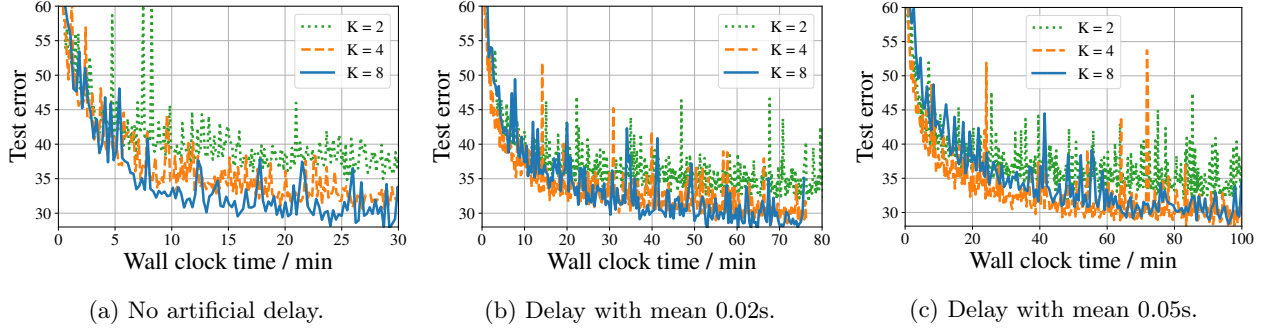 60
55
50
45
40
35
30
0 5 10 15 20 25 30
Test error
Wall clock time / min
K = 2
K = 4
K = 8
(a) No artificial delay.
60
55
50
45
40
35
30
0 10 20 30 40 50 60 70 80
Test error
Wall clock time / min
K = 2
K = 4
K = 8
(b) Delay with mean 0.02s.
60
55
50
45
40
35
30
0 20 40 60 80 100
Test error
Wall clock time / min
K = 2
K = 4
K = 8
(c) Delay with mean 0.05s.